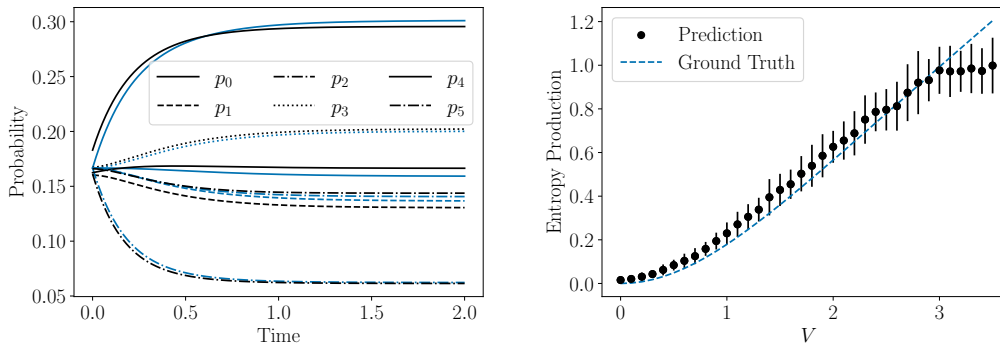 0.30
0.25
0.20
0.15
0.10
0.05
Probability
p₀ p₂ p₄
p₁ p₃ p₅
0.0 0.5 1.0 1.5 2.0
Time
1.2
1.0
0.8
0.6
0.4
0.2
0.0
Entropy Production
Prediction
Ground Truth
0 1 2 3
V